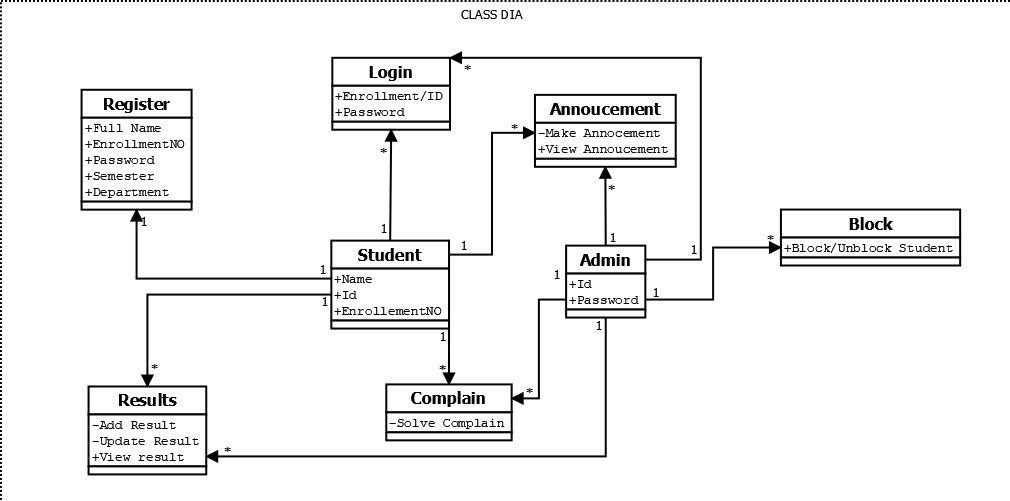 CLASS DIA
Login
+Enrollment/ID
+Password
*
*
1
Register
+Full Name
+EnrollmentNO
+Password
+Semester
+Department
1
Annoucement
-Make Annocement
+View Annoucement
*
*
1
Block
+Block/Unblock Student
*
Student
+Name
+Id
+EnrollementNO
1
1
1
1
Admin
+Id
+Password
1
1
1
1
Results
-Add Result
-Update Result
+View result
*
*
Complain
-Solve Complain
*
*